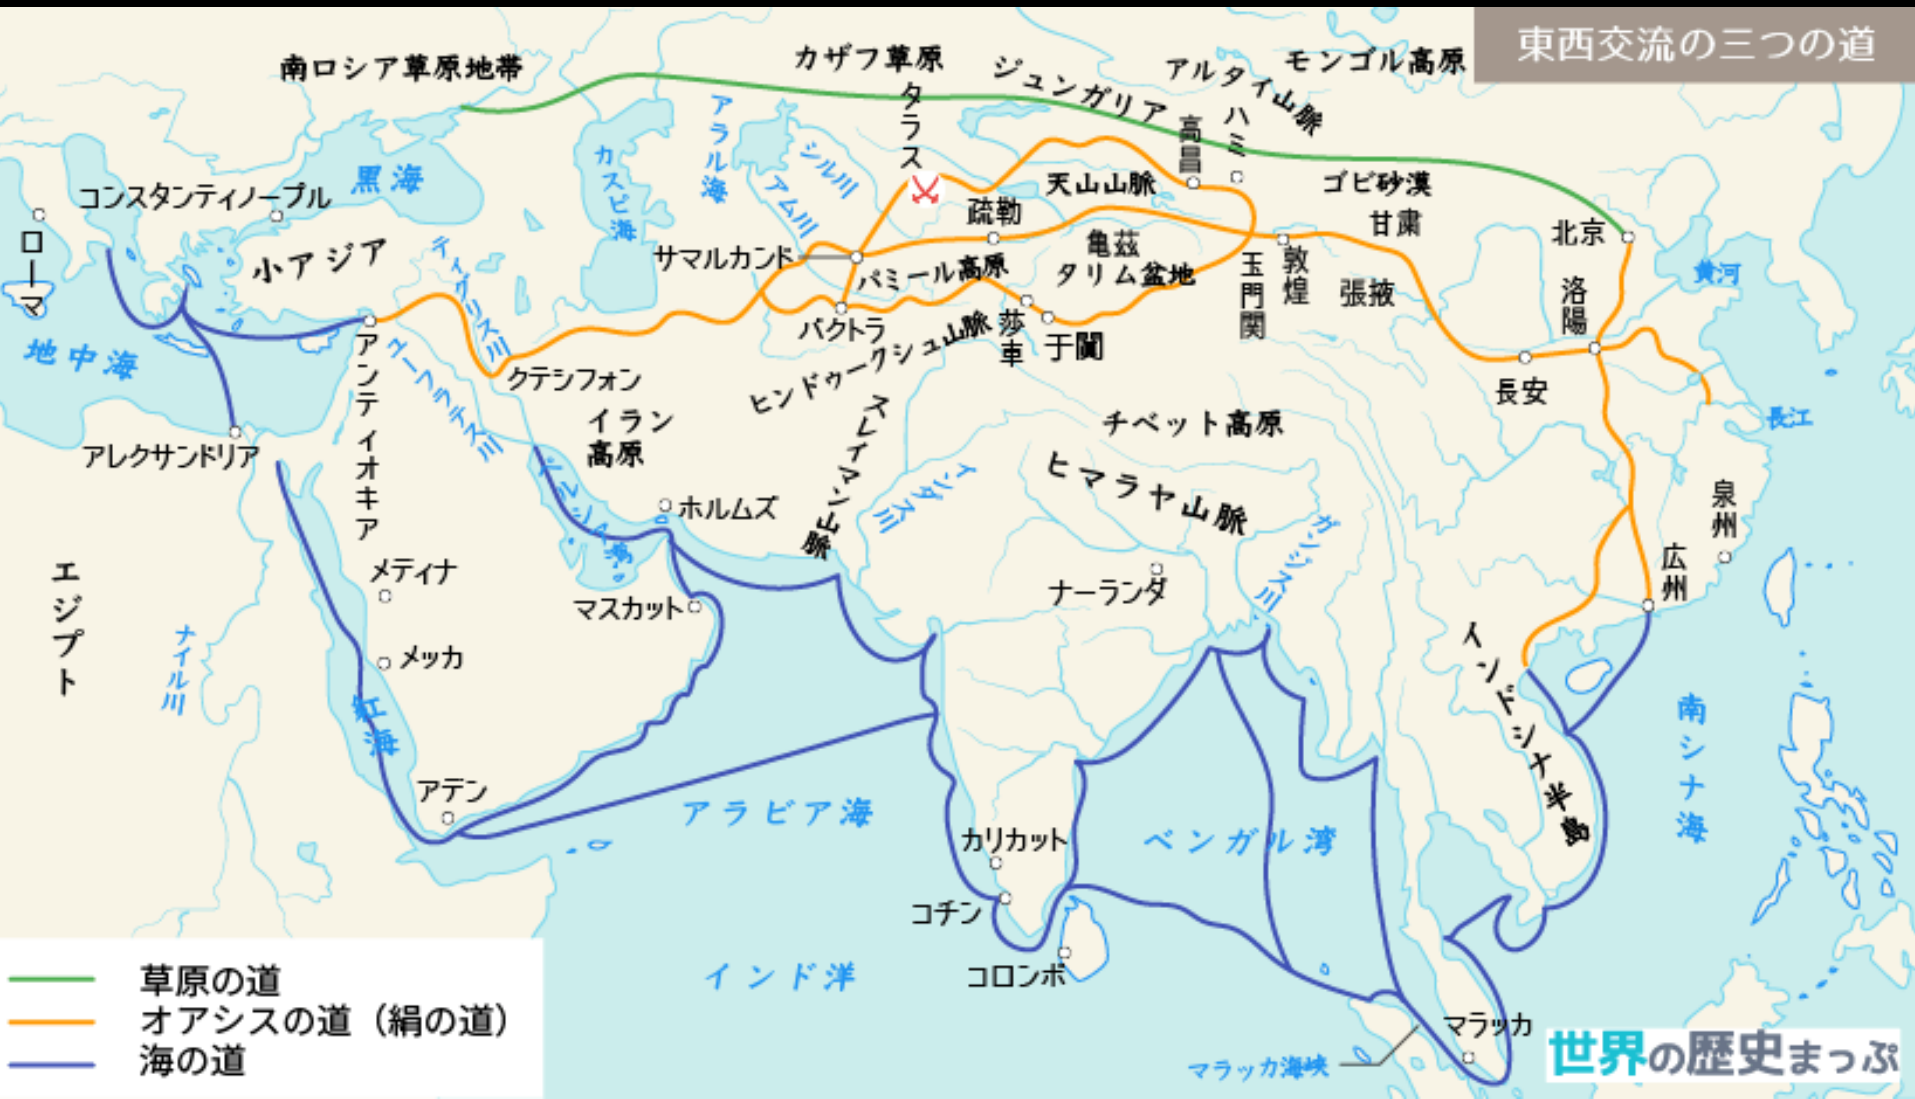 東西交流の三つの道
南ロシア草原地帯
カザフ草原
ジュンガリア
アルタイ山脈
モンゴル高原
タラス
アラル海
シル川
アム川
カスピ海
黒海
コンスタンティノープル
ローマ
小アジア
ティグリス川
ユーフラテス川
地中海
サマルカンド
疏勒
天山山脈
高昌
ハミ
ゴビ砂漠
甘粛
北京
亀茲
タリム盆地
パミール高原
玉門関
敦煌
張掖
洛陽
黄河
バクトラ
ヒンドゥークシュ山脈
莎車
于闐
長安
長江
アンティオキア
クテシフォン
イラン
高原
スレイマン山脈
チベット高原
アレクサンドリア
ペルシア湾
ホルムズ
インダス川
ヒマラヤ山脈
ガンジス川
泉州
広州
エジプト
メディナ
マスカット
ナーランダ
ナイル川
メッカ
紅海
インドシナ半島
南シナ海
アデン
アラビア海
カリカット
ベンガル湾
コチン
コロンボ
インド洋
マラッカ
マラッカ海峡
草原の道
オアシスの道（絹の道）
海の道
世界の歴史まっぷ